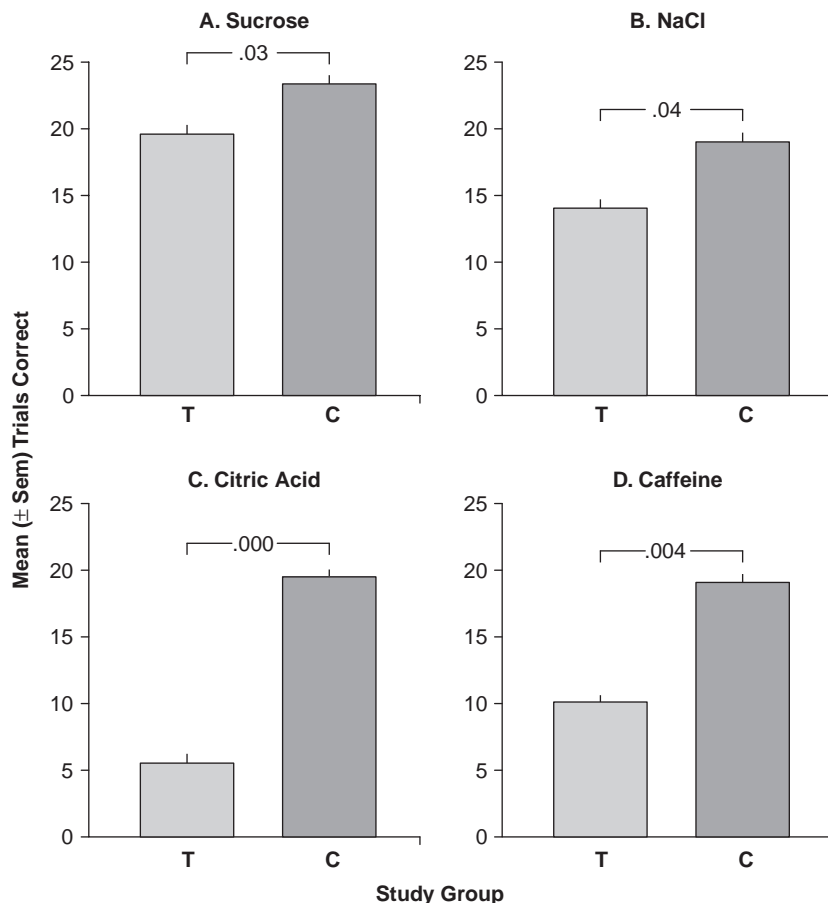 A. Sucrose
.03
25
20
15
10
5
0
T
C
B. NaCl
.04
25
20
15
10
5
0
T
C
C. Citric Acid
.000
25
20
15
10
5
0
T
C
D. Caffeine
.004
25
20
15
10
5
0
T
C
Mean (± Sem) Trials Correct
Study Group